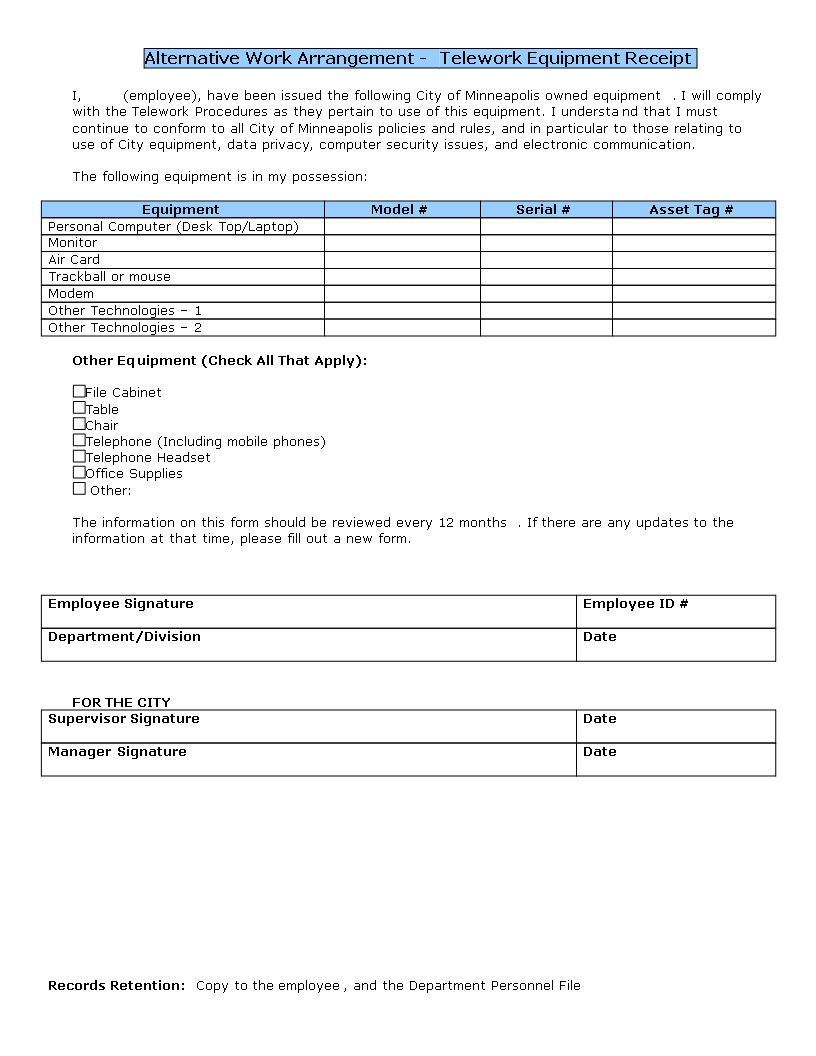 Alternative Work Arrangement - Telework Equipment Receipt
I, (employee), have been issued the following City of Minneapolis owned equipment . I will comply
with the Telework Procedures as they pertain to use of this equipment. I understand that I must
continue to conform to all City of Minneapolis policies and rules, and in particular to those relating to
use of City equipment, data privacy, computer security issues, and electronic communication.
The following equipment is in my possession:
Equipment Model # Serial # Asset Tag #
Personal Computer (Desk Top/Laptop)
Monitor
Air Card
Trackball or mouse
Modem
Other Technologies – 1
Other Technologies – 2
Other Equipment (Check All That Apply):
File Cabinet
Table
Chair
Telephone (Including mobile phones)
Telephone Headset
Office Supplies
Other:
The information on this form should be reviewed every 12 months . If there are any updates to the
information at that time, please fill out a new form.
Employee Signature Employee ID #
Department/Division Date
FOR THE CITY
Supervisor Signature Date
Manager Signature Date
Records Retention: Copy to the employee , and the Department Personnel File